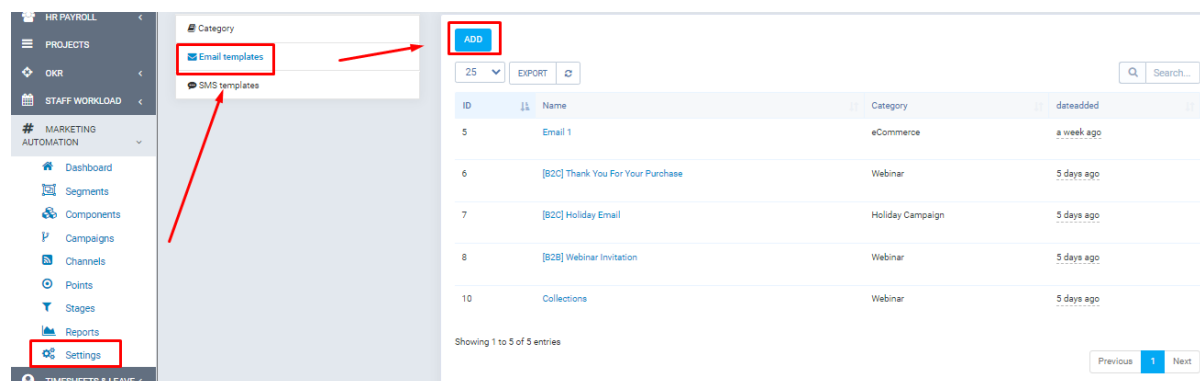 HR PAYROLL
PROJECTS
OKR
STAFF WORKLOAD
# MARKETING
AUTOMATION
Dashboard
Segments
Components
Campaigns
Channels
Points
Stages
Reports
Settings
TIMESHEETS & LEAVE
Category
Email templates
SMS templates
ADD
25 EXPORT Search...
ID Name Category dateadded
5 Email 1 eCommerce a week ago
6 [B2C] Thank You For Your Purchase Webinar 5 days ago
7 [B2C] Holiday Email Holiday Campaign 5 days ago
8 [B2B] Webinar Invitation Webinar 5 days ago
10 Collections Webinar 5 days ago
Showing 1 to 5 of 5 entries
Previous 1 Next